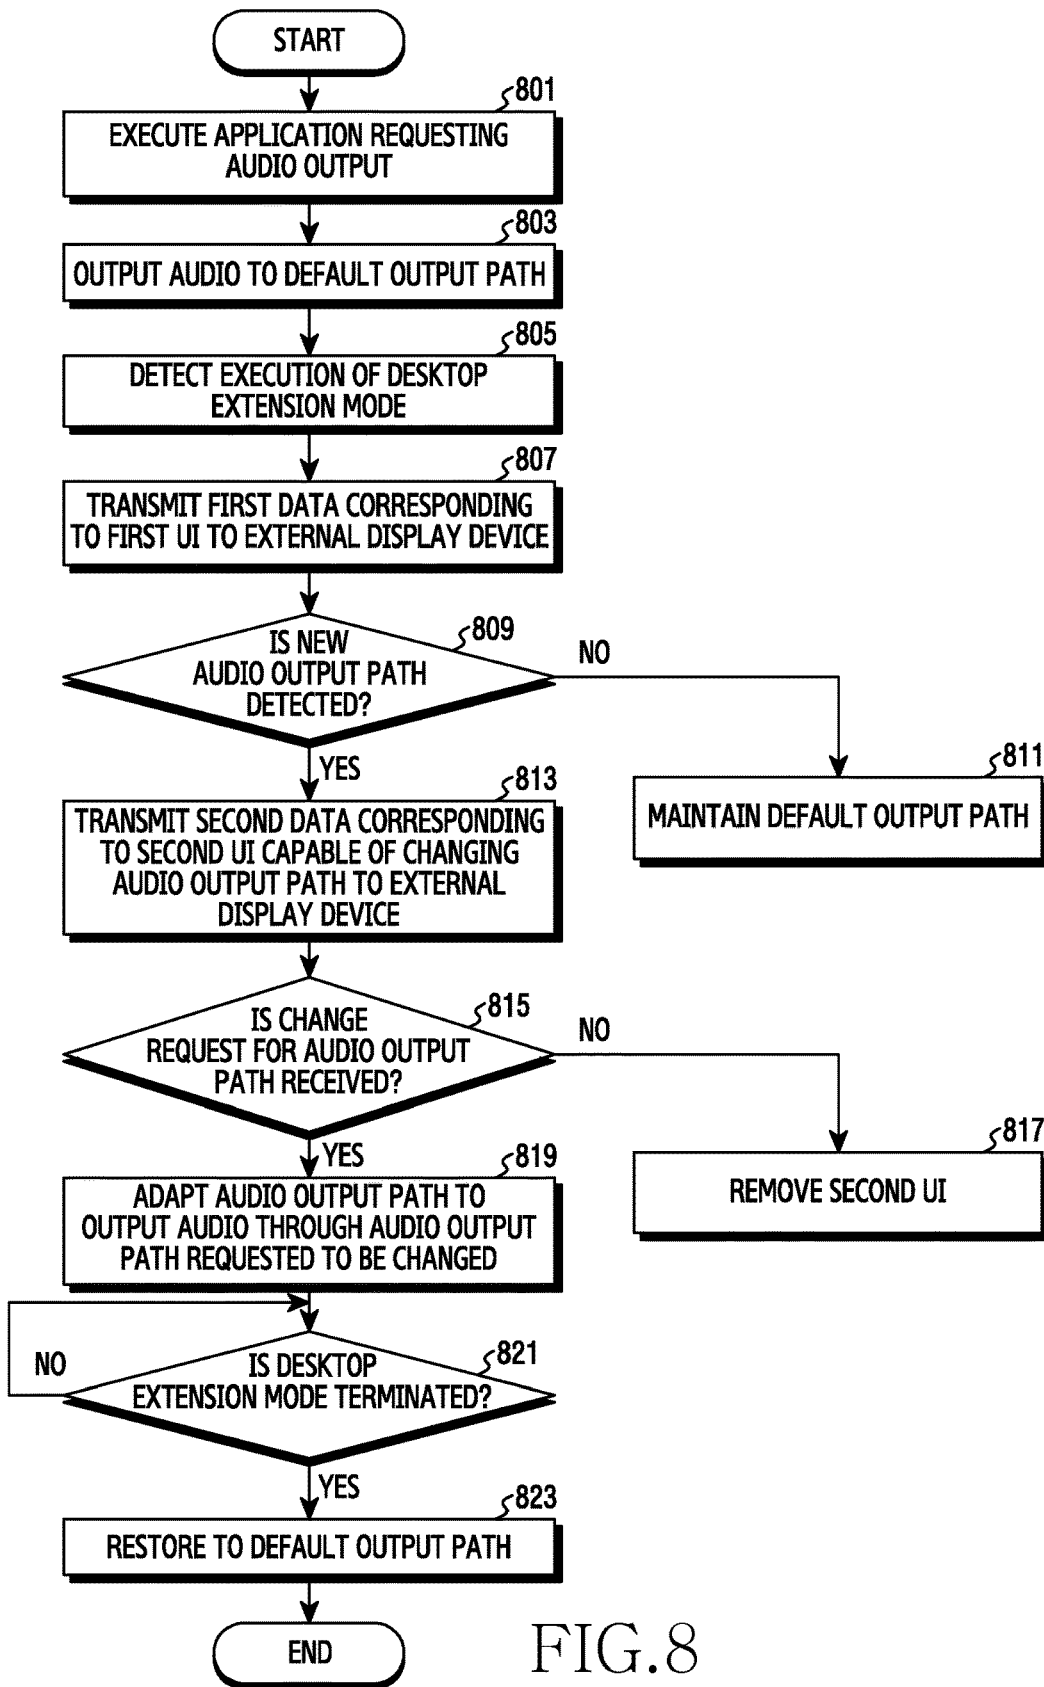 START
801
EXECUTE APPLICATION REQUESTING
AUDIO OUTPUT
803
OUTPUT AUDIO TO DEFAULT OUTPUT PATH
805
DETECT EXECUTION OF DESKTOP
EXTENSION MODE
807
TRANSMIT FIRST DATA CORRESPONDING
TO FIRST UI TO EXTERNAL DISPLAY DEVICE
809
IS NEW
AUDIO OUTPUT PATH
DETECTED?
NO
YES
811
MAINTAIN DEFAULT OUTPUT PATH
813
TRANSMIT SECOND DATA CORRESPONDING
TO SECOND UI CAPABLE OF CHANGING
AUDIO OUTPUT PATH TO EXTERNAL
DISPLAY DEVICE
815
IS CHANGE
REQUEST FOR AUDIO OUTPUT
PATH RECEIVED?
NO
YES
817
REMOVE SECOND UI
819
ADAPT AUDIO OUTPUT PATH TO
OUTPUT AUDIO THROUGH AUDIO OUTPUT
PATH REQUESTED TO BE CHANGED
821
IS DESKTOP
EXTENSION MODE TERMINATED?
NO
YES
823
RESTORE TO DEFAULT OUTPUT PATH
END
FIG.8